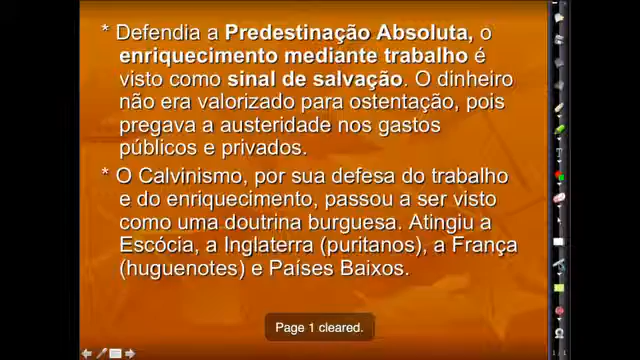 * Defendia a Predestinação Absoluta, o
enriquecimento mediante trabalho é
visto como sinal de salvação. O dinheiro
não era valorizado para ostentação, pois
pregava a austeridade nos gastos
públicos e privados.
* O Calvinismo, por sua defesa do trabalho
e do enriquecimento, passou a ser visto
como uma doutrina burguesa. Atingiu a
Escócia, a Inglaterra (puritanos), a França
(huguenotes) e Países Baixos.
Page 1 cleared.